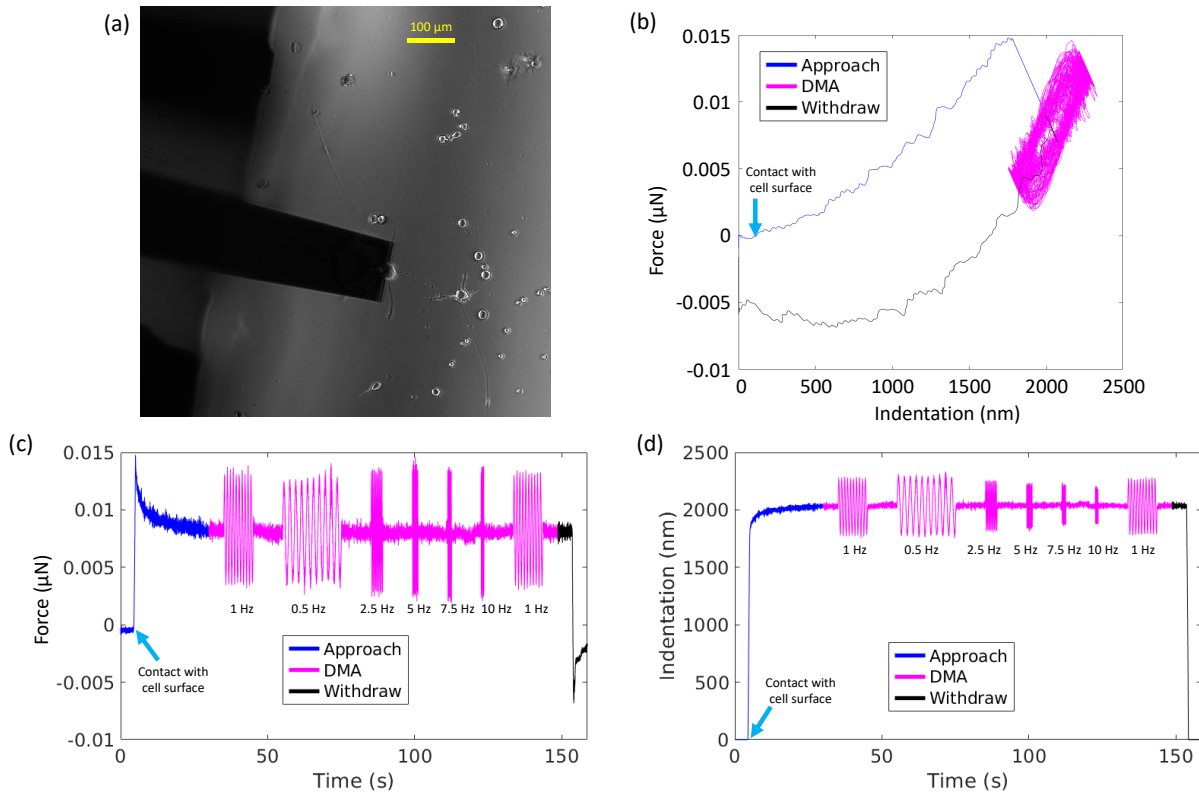 (a)
100 µm
(b)
0.015
0.01
0.005
0
-0.005
-0.01
Force (µN)
Approach
DMA
Withdraw
Contact with
cell surface
0
500
1000
1500
2000
2500
Indentation (nm)
(c)
0.015
0.01
0.005
0
-0.005
-0.01
Force (µN)
1 Hz
0.5 Hz
2.5 Hz
5 Hz
7.5 Hz
10 Hz
1 Hz
Contact with
cell surface
Approach
DMA
Withdraw
0
50
100
150
Time (s)
(d)
2500
2000
1500
1000
500
0
Indentation (nm)
1 Hz
0.5 Hz
2.5 Hz
5 Hz
7.5 Hz
10 Hz
1 Hz
Approach
DMA
Withdraw
Contact with
cell surface
0
50
100
150
Time (s)